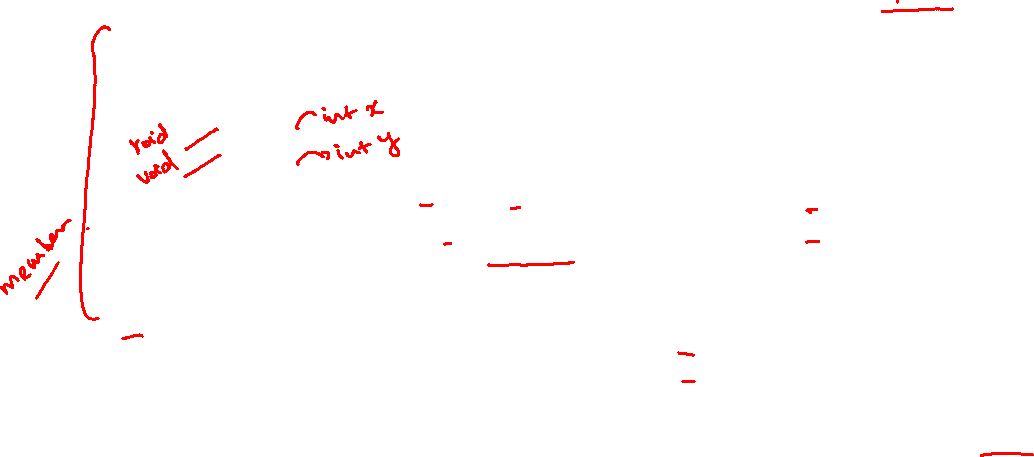 int x
void
int y
void
member